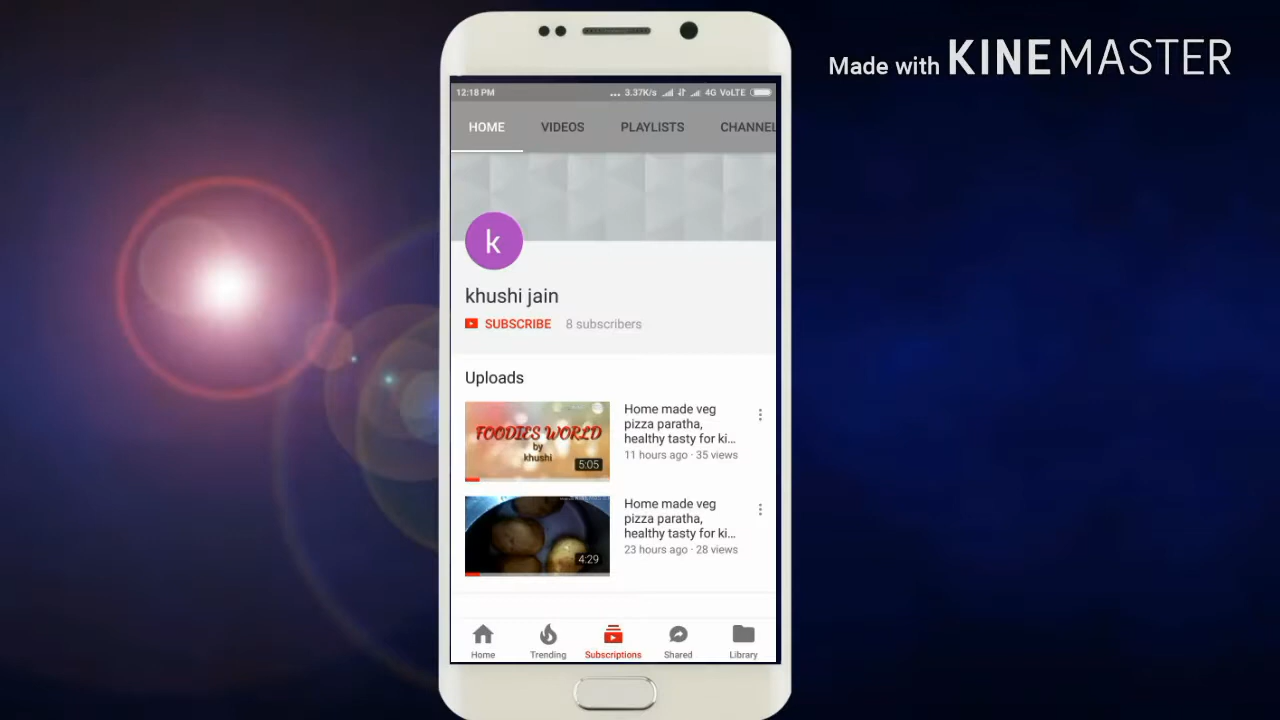 Made with KINEMASTER
12:18 PM ... 3.37K/s 4G VoLTE
HOME VIDEOS PLAYLISTS CHANNEL
k
khushi jain
SUBSCRIBE 8 subscribers
Uploads
FOODIES WORLD
by
khushi
5:05
Home made veg
pizza paratha,
healthy tasty for ki...
11 hours ago · 35 views
4:29
Home made veg
pizza paratha,
healthy tasty for ki...
23 hours ago · 28 views
Home Trending Subscriptions Shared Library